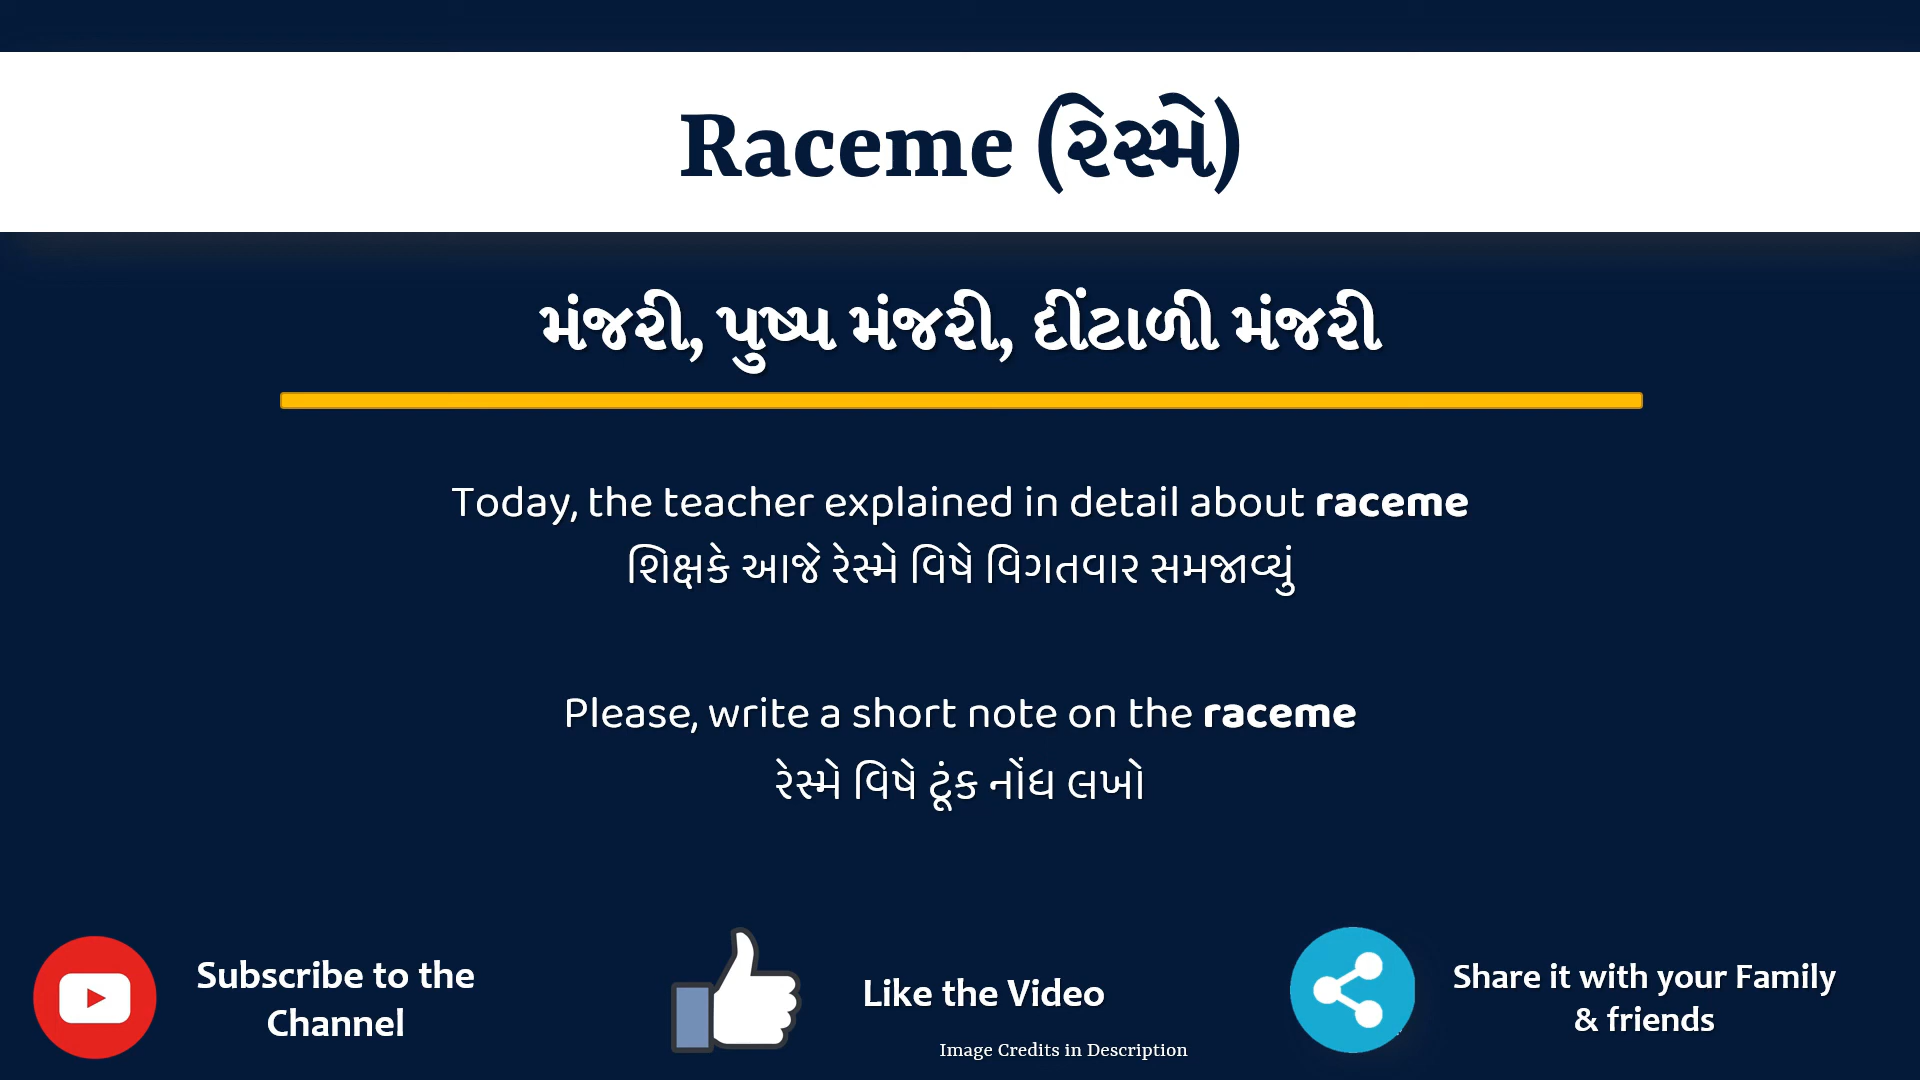 Raceme (રેસ્મે)
મંજરી, પુષ્પ મંજરી, દીંટાળી મંજરી
Today, the teacher explained in detail about raceme
શિક્ષકે આજે રેસ્મે વિષે વિગતવાર સમજાવ્યું
Please, write a short note on the raceme
રેસ્મે વિષે ટૂંક નોંધ લખો
Subscribe to the
Channel
Like the Video
Share it with your Family
& friends
Image Credits in Description